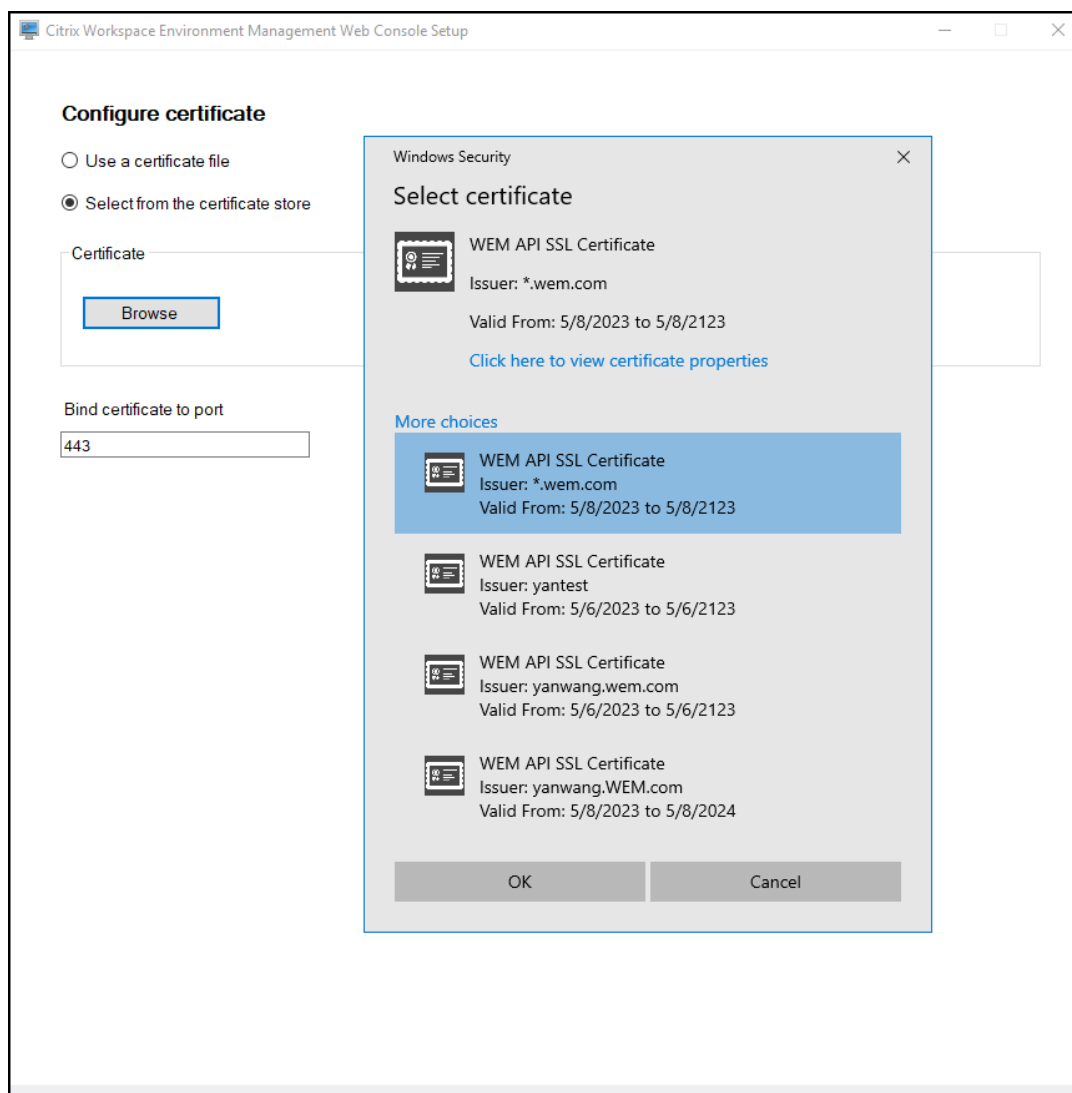 Citrix Workspace Environment Management Web Console Setup
Configure certificate
Use a certificate file
Select from the certificate store
Certificate
Browse
Bind certificate to port
443
Windows Security
Select certificate
WEM API SSL Certificate
Issuer: *.wem.com
Valid From: 5/8/2023 to 5/8/2123
Click here to view certificate properties
More choices
WEM API SSL Certificate
Issuer: *.wem.com
Valid From: 5/8/2023 to 5/8/2123
WEM API SSL Certificate
Issuer: yantest
Valid From: 5/6/2023 to 5/6/2123
WEM API SSL Certificate
Issuer: yanwang.wem.com
Valid From: 5/6/2023 to 5/6/2123
WEM API SSL Certificate
Issuer: yanwang.WEM.com
Valid From: 5/8/2023 to 5/8/2024
OK
Cancel